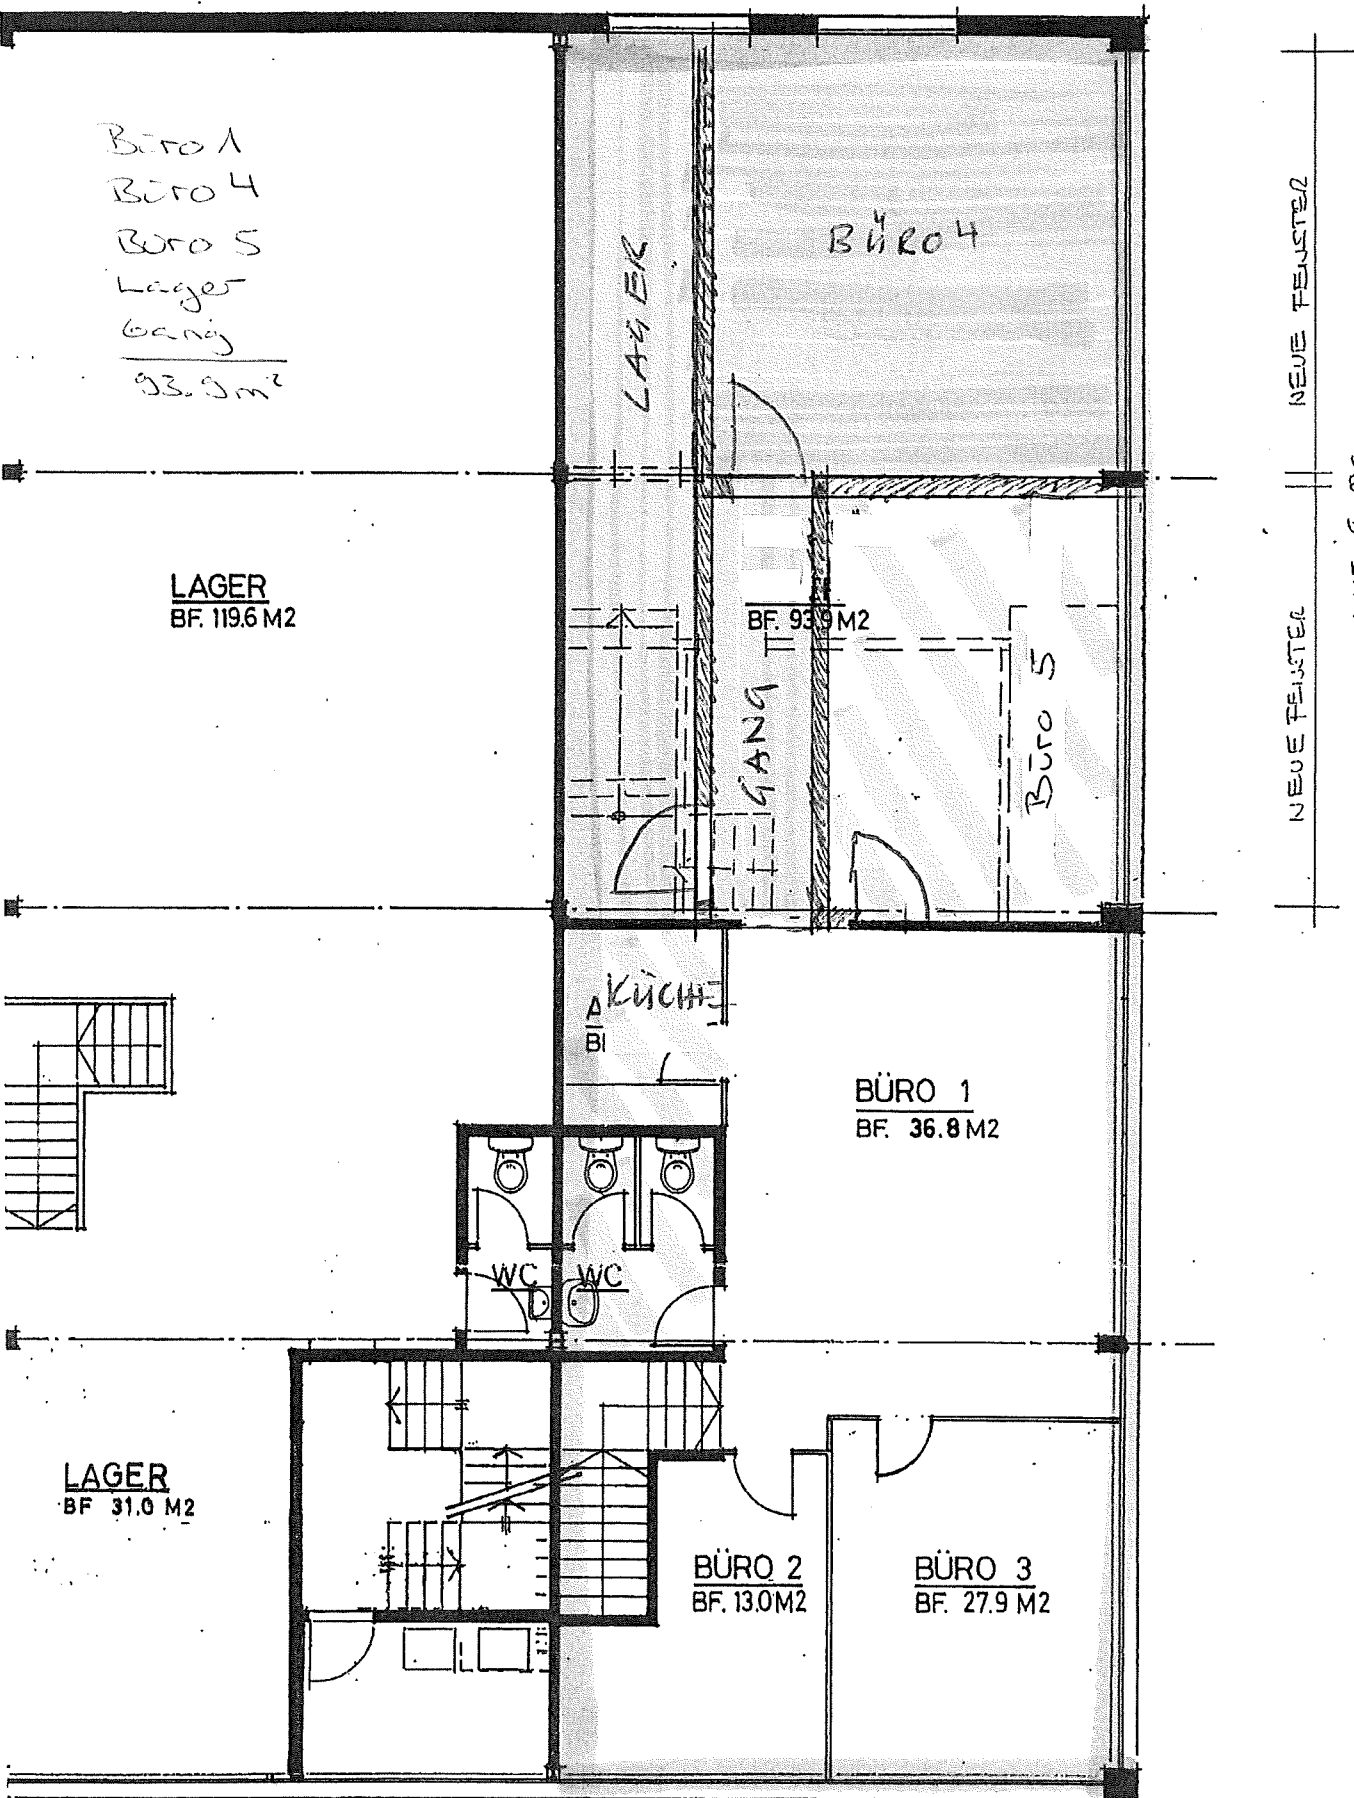 Büro 1
Büro 4
Büro 5
Lager
Gang
93.9m²
LAGER
BÜRO 4
NEUE FENSTER
LAGER
BF. 119.6 M2
BF. 93.9 M2
GANG
Büro 5
NEUE FENSTER
KÜCHE
A
BÜRO 1
BF. 36.8 M2
WC
WC
LAGER
BF 31.0 M2
BÜRO 2
BF. 13.0 M2
BÜRO 3
BF. 27.9 M2